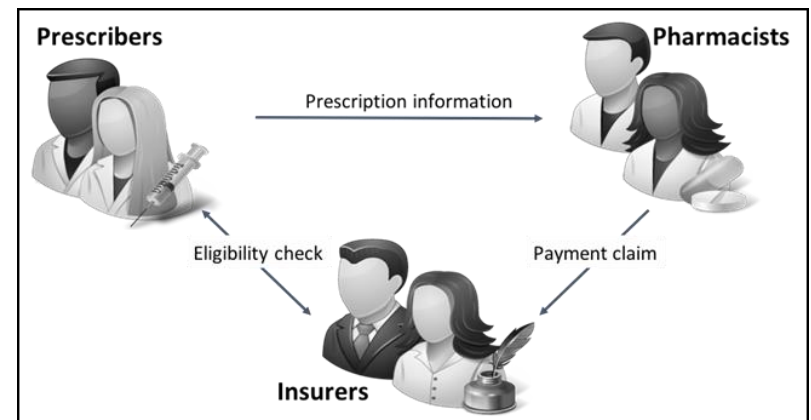 Prescribers
Pharmacists
Prescription information
Eligibility check
Payment claim
Insurers